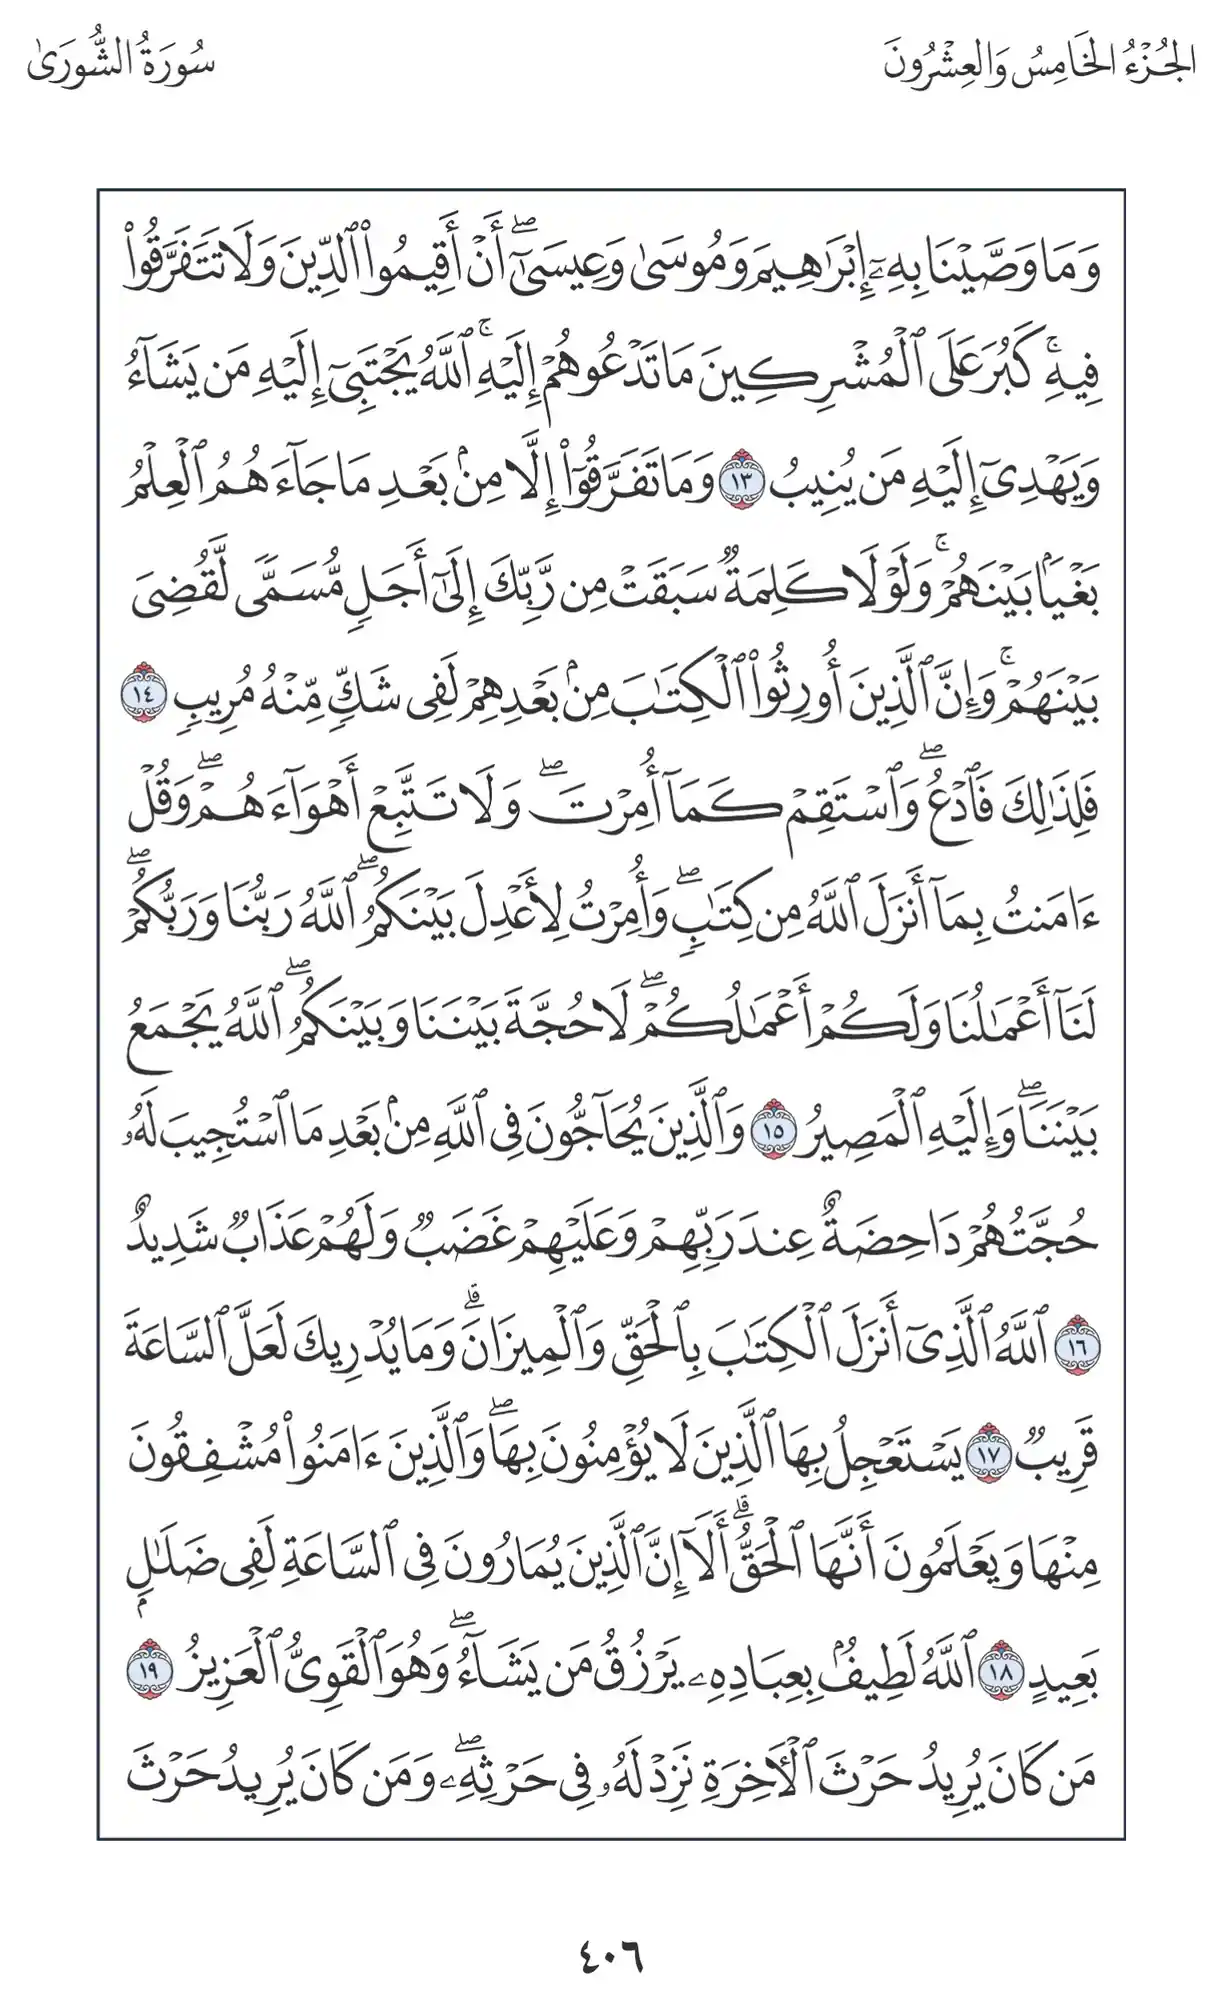 الجُزْءُ الخَامِسُ وَالعِشْرُونَ
سُورَةُ الشُّورَىٰ
وَمَا وَصَّيْنَا بِهِۦٓ إِبْرَٰهِيمَ وَمُوسَىٰ وَعِيسَىٰٓۖ أَنْ أَقِيمُوا۟ ٱلدِّينَ وَلَا تَتَفَرَّقُوا۟
فِيهِۚ كَبُرَ عَلَى ٱلْمُشْرِكِينَ مَا تَدْعُوهُمْ إِلَيْهِۚ ٱللَّهُ يَجْتَبِىٓ إِلَيْهِ مَن يَشَآءُ
وَيَهْدِىٓ إِلَيْهِ مَن يُنِيبُ ١٣ وَمَا تَفَرَّقُوٓا۟ إِلَّا مِنۢ بَعْدِ مَا جَآءَهُمُ ٱلْعِلْمُ
بَغْيًۢا بَيْنَهُمْۚ وَلَوْلَا كَلِمَةٌ سَبَقَتْ مِن رَّبِّكَ إِلَىٰٓ أَجَلٍ مُّسَمًّى لَّقُضِىَ
بَيْنَهُمْۚ وَإِنَّ ٱلَّذِينَ أُورِثُوا۟ ٱلْكِتَٰبَ مِنۢ بَعْدِهِمْ لَفِى شَكٍّ مِّنْهُ مُرِيبٍ ١٤
فَلِذَٰلِكَ فَٱدْعُۖ وَٱسْتَقِمْ كَمَآ أُمِرْتَۖ وَلَا تَتَّبِعْ أَهْوَآءَهُمْۖ وَقُلْ
ءَامَنتُ بِمَآ أَنزَلَ ٱللَّهُ مِن كِتَٰبٍۖ وَأُمِرْتُ لِأَعْدِلَ بَيْنَكُمُۖ ٱللَّهُ رَبُّنَا وَرَبُّكُمْۖ
لَنَآ أَعْمَٰلُنَا وَلَكُمْ أَعْمَٰلُكُمْۖ لَا حُجَّةَ بَيْنَنَا وَبَيْنَكُمُۖ ٱللَّهُ يَجْمَعُ
بَيْنَنَاۖ وَإِلَيْهِ ٱلْمَصِيرُ ١٥ وَٱلَّذِينَ يُحَآجُّونَ فِى ٱللَّهِ مِنۢ بَعْدِ مَا ٱسْتُجِيبَ لَهُۥ
حُجَّتُهُمْ دَاحِضَةٌ عِندَ رَبِّهِمْ وَعَلَيْهِمْ غَضَبٌ وَلَهُمْ عَذَابٌ شَدِيدٌ
١٦ ٱللَّهُ ٱلَّذِىٓ أَنزَلَ ٱلْكِتَٰبَ بِٱلْحَقِّ وَٱلْمِيزَانَۗ وَمَا يُدْرِيكَ لَعَلَّ ٱلسَّاعَةَ
قَرِيبٌ ١٧ يَسْتَعْجِلُ بِهَا ٱلَّذِينَ لَا يُؤْمِنُونَ بِهَاۖ وَٱلَّذِينَ ءَامَنُوا۟ مُشْفِقُونَ
مِنْهَا وَيَعْلَمُونَ أَنَّهَا ٱلْحَقُّۗ أَلَآ إِنَّ ٱلَّذِينَ يُمَارُونَ فِى ٱلسَّاعَةِ لَفِى ضَلَٰلٍۭ
بَعِيدٍ ١٨ ٱللَّهُ لَطِيفٌۢ بِعِبَادِهِۦ يَرْزُقُ مَن يَشَآءُۖ وَهُوَ ٱلْقَوِىُّ ٱلْعَزِيزُ ١٩
مَن كَانَ يُرِيدُ حَرْثَ ٱلْءَاخِرَةِ نَزِدْ لَهُۥ فِى حَرْثِهِۦۖ وَمَن كَانَ يُرِيدُ حَرْثَ
٤٠٦